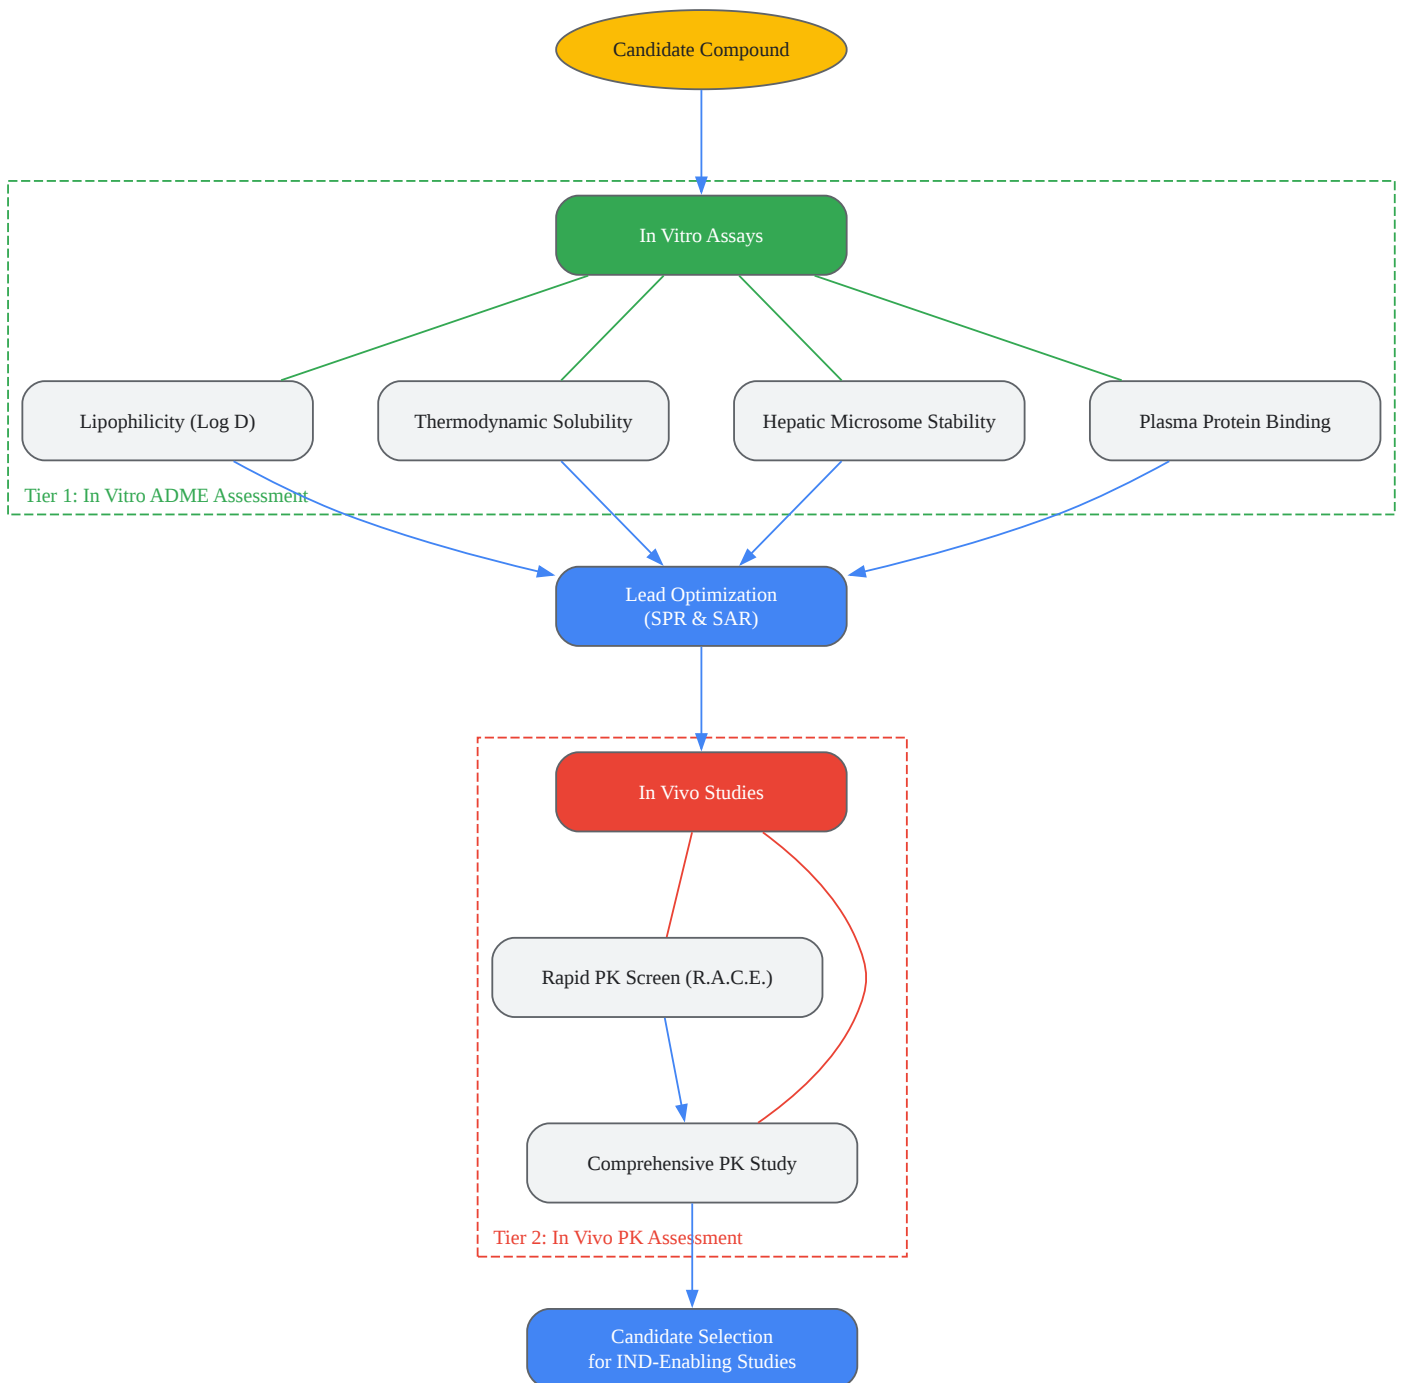 Candidate Compound
In Vitro Assays
Lipophilicity (Log D)
Thermodynamic Solubility
Hepatic Microsome Stability
Plasma Protein Binding
Tier 1: In Vitro ADME Assessment
Lead Optimization
(SPR & SAR)
In Vivo Studies
Rapid PK Screen (R.A.C.E.)
Comprehensive PK Study
Tier 2: In Vivo PK Assessment
Candidate Selection
for IND-Enabling Studies